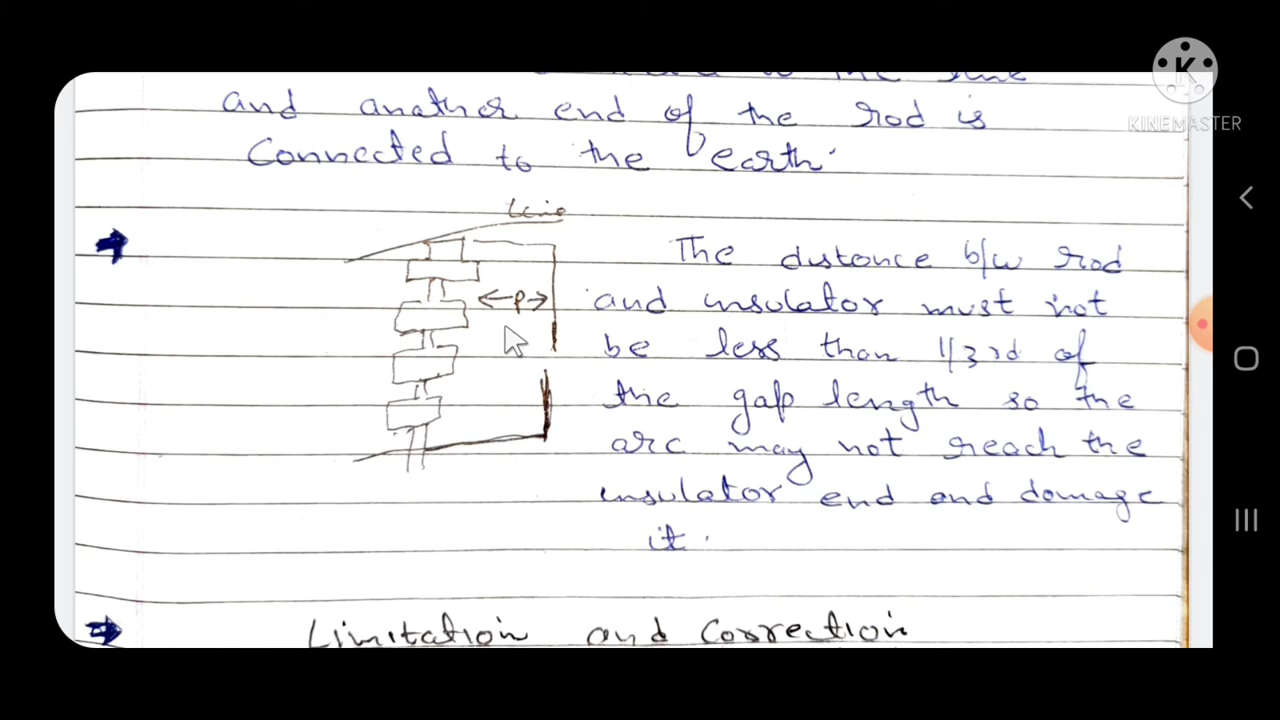 and another end of the rod is
Connected to the earth.
Line
The distance b/w rod
P
and insulator must not
be less than 1/3 rd of
the gap length so the
arc may not reach the
insulator end and damage
it.
Limitation and Correction
K
KINEMASTER